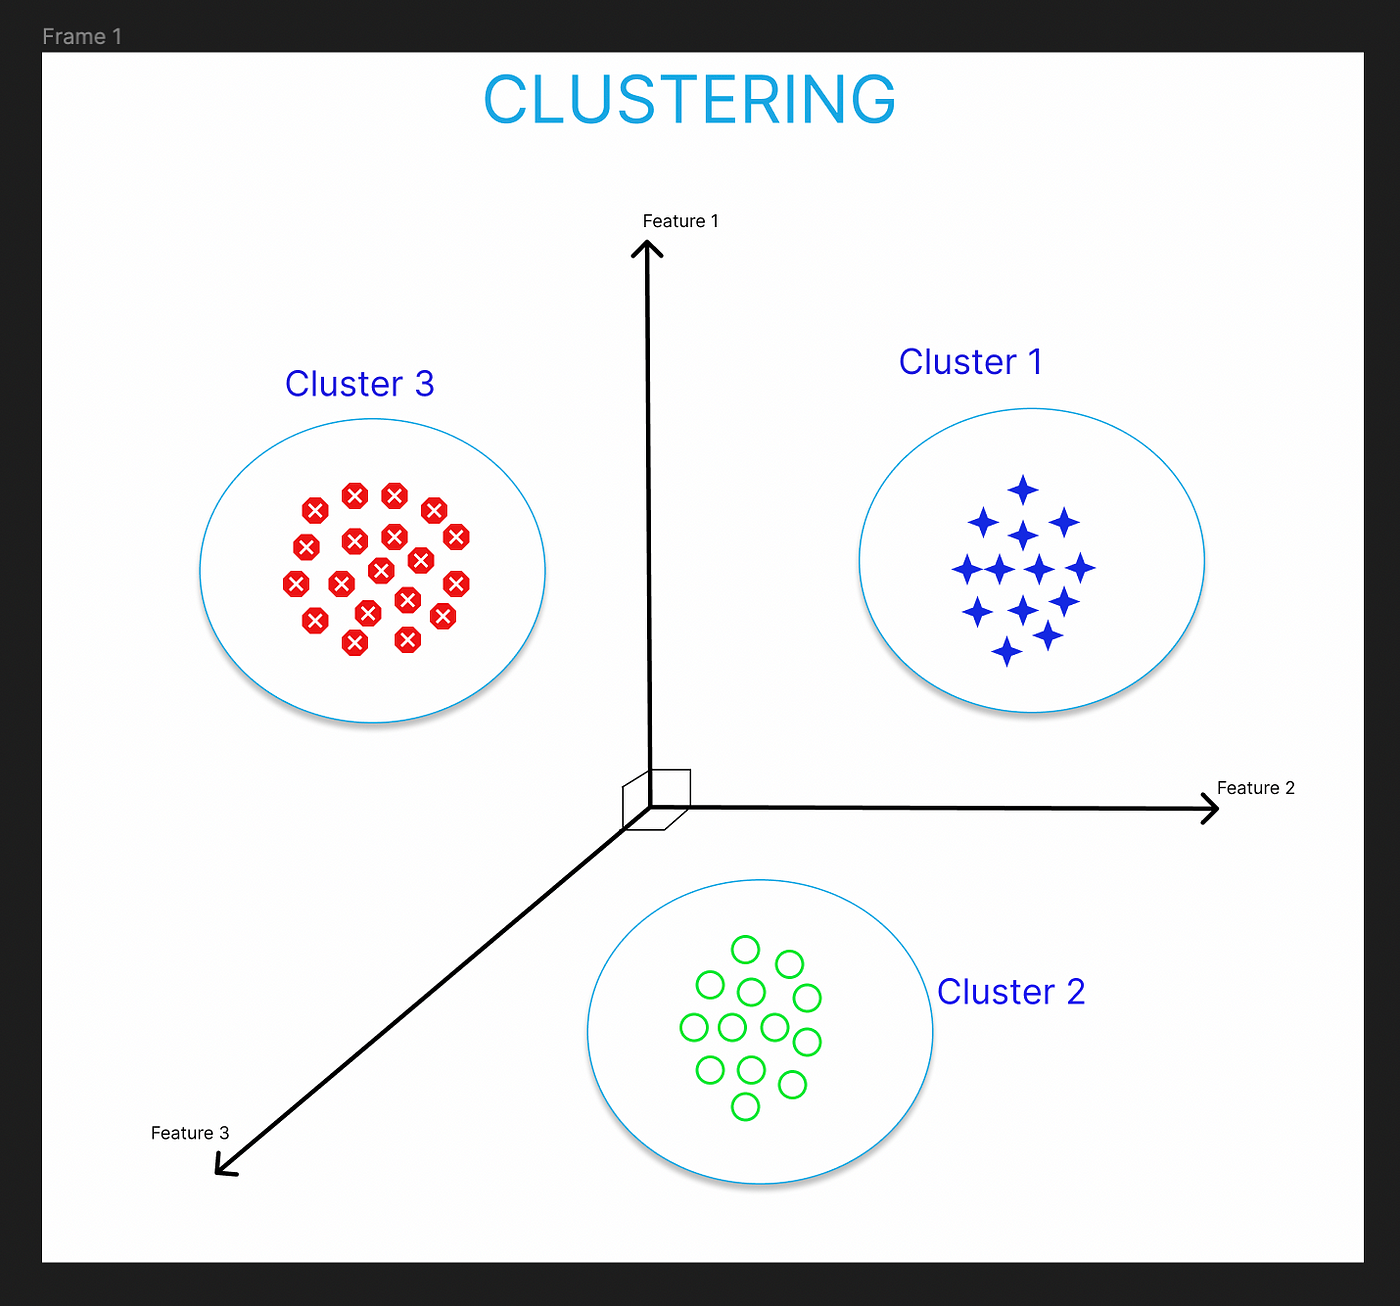 Frame 1
CLUSTERING
Feature 1
Cluster 1
Cluster 3
Feature 2
Cluster 2
Feature 3